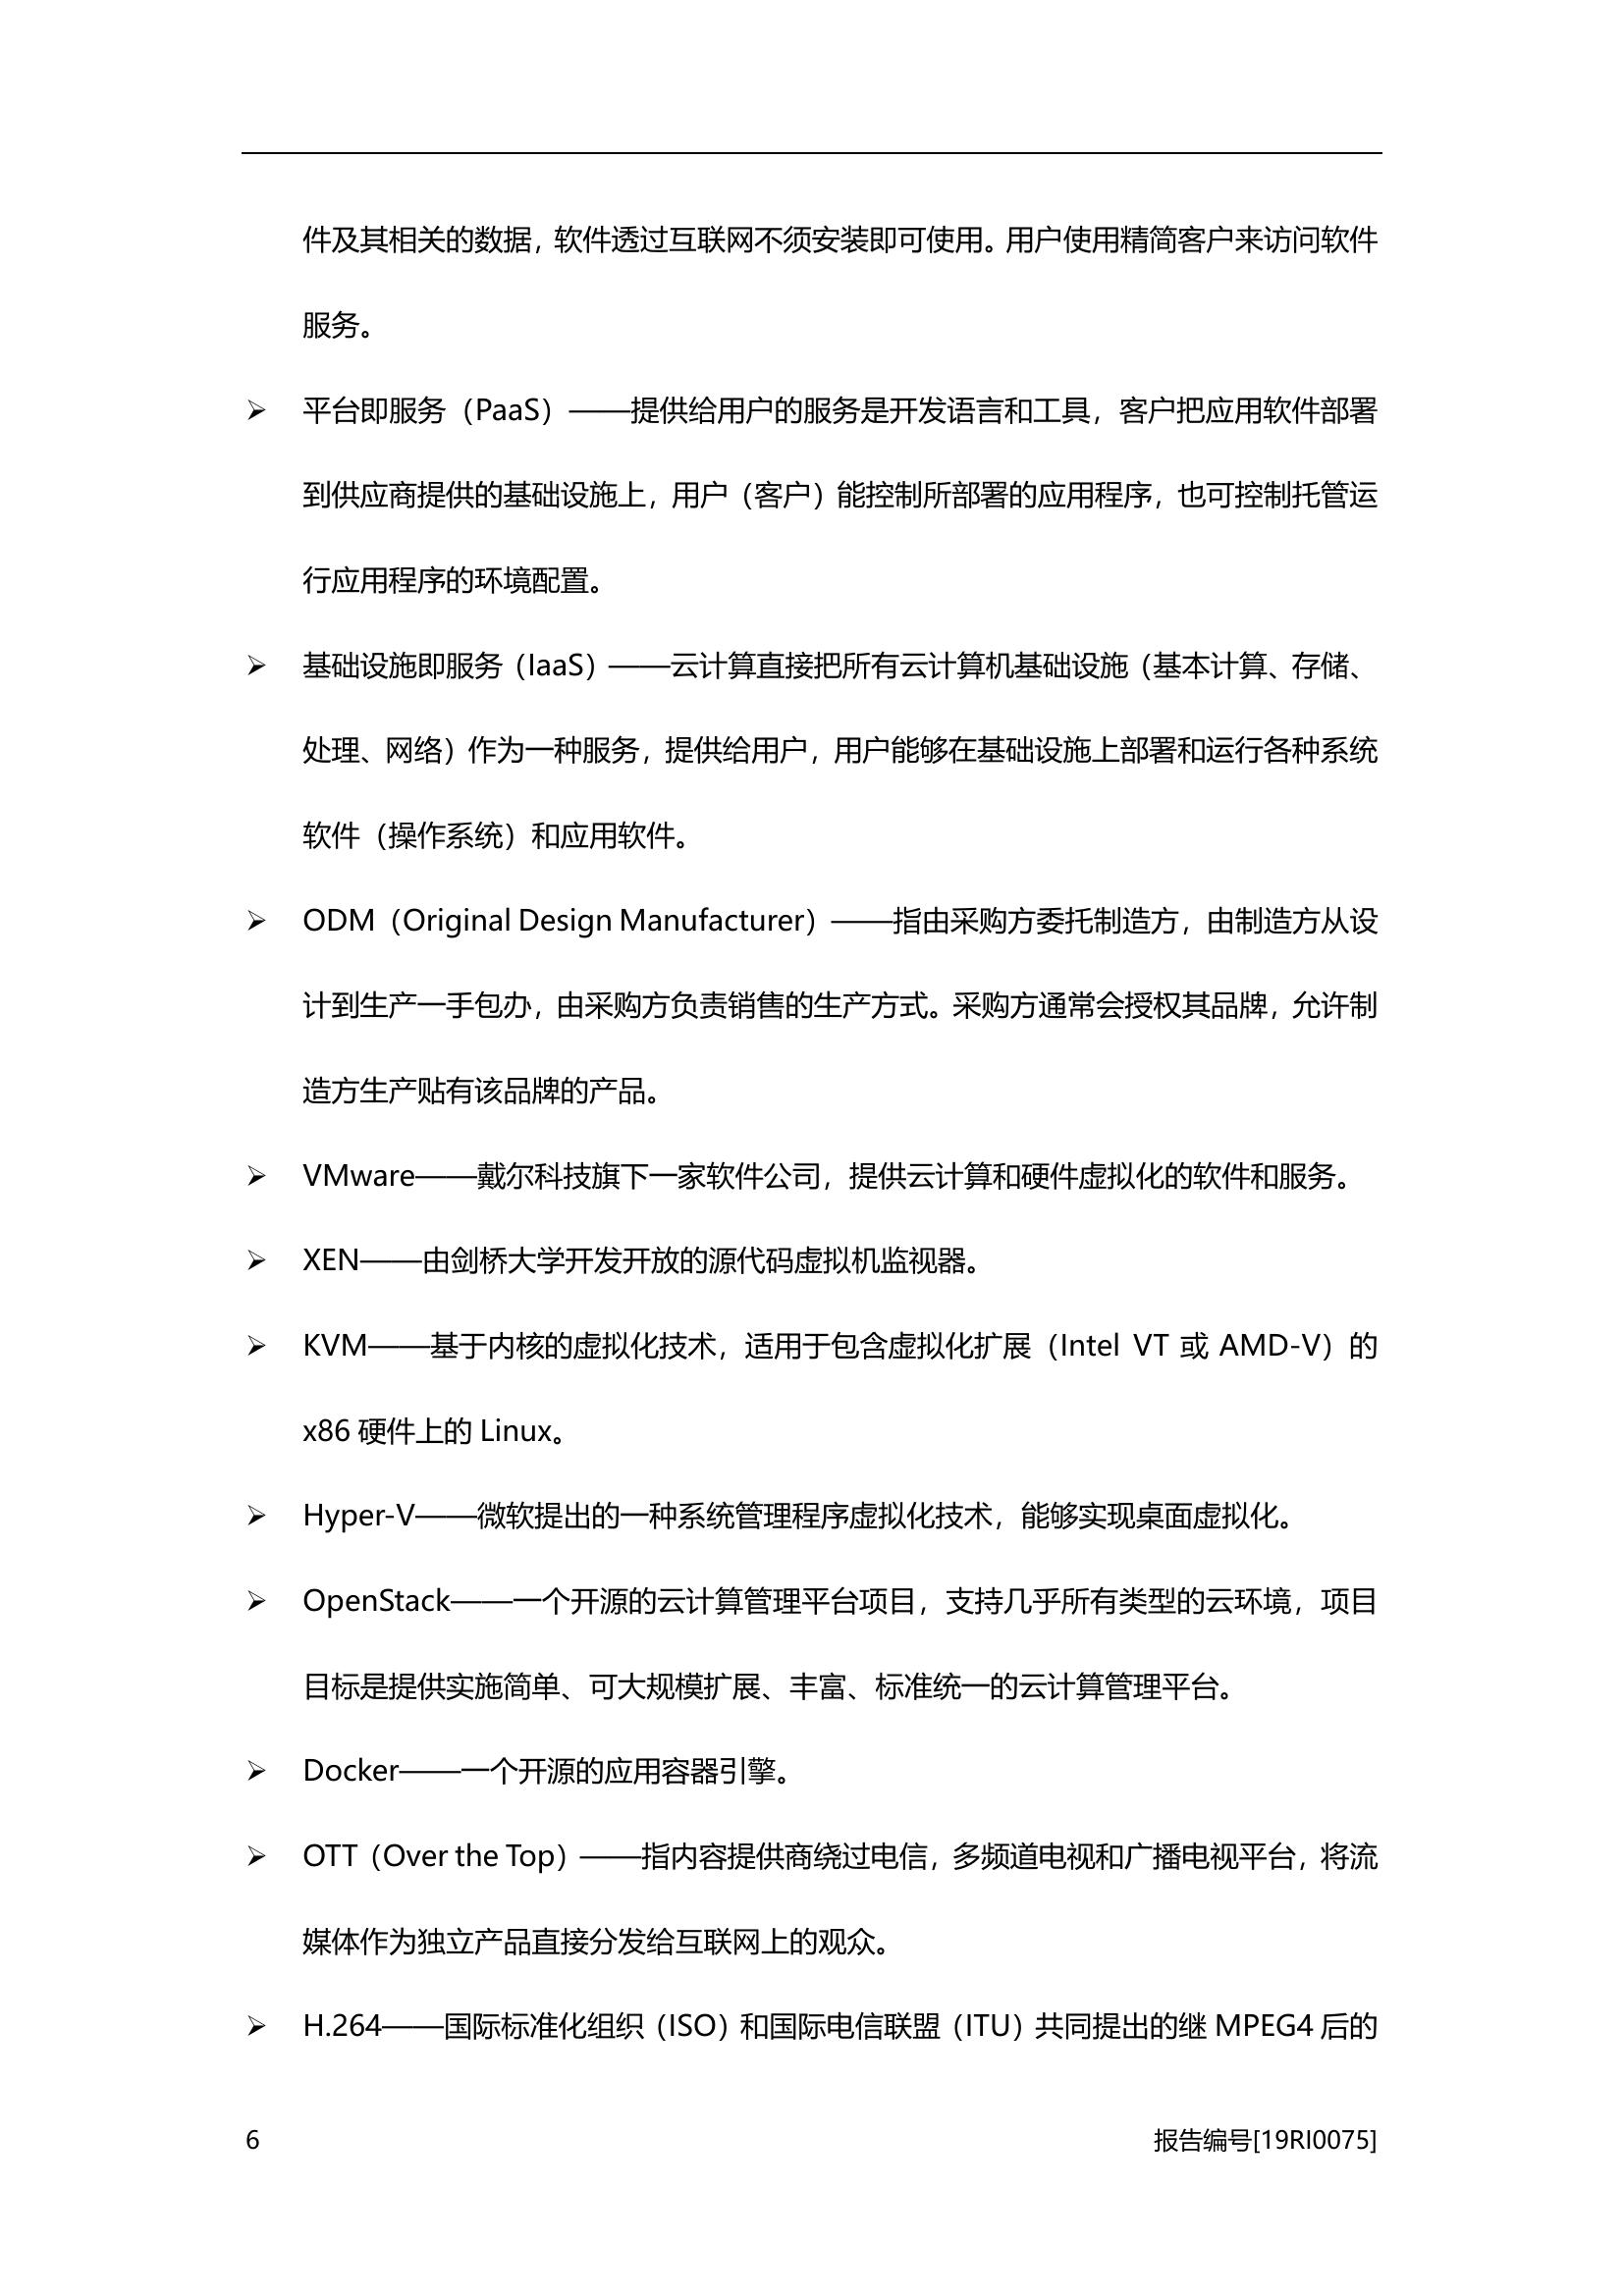 件及其相关的数据，软件透过互联网不须安装即可使用。用户使用精简客户来访问软件
服务。
➢ 平台即服务（PaaS）——提供给用户的服务是开发语言和工具，客户把应用软件部署
到供应商提供的基础设施上，用户（客户）能控制所部署的应用程序，也可控制托管运
行应用程序的环境配置。
➢ 基础设施即服务（IaaS）——云计算直接把所有云计算机基础设施（基本计算、存储、
处理、网络）作为一种服务，提供给用户，用户能够在基础设施上部署和运行各种系统
软件（操作系统）和应用软件。
➢ ODM（Original Design Manufacturer）——指由采购方委托制造方，由制造方从设
计到生产一手包办，由采购方负责销售的生产方式。采购方通常会授权其品牌，允许制
造方生产贴有该品牌的产品。
➢ VMware——戴尔科技旗下一家软件公司，提供云计算和硬件虚拟化的软件和服务。
➢ XEN——由剑桥大学开发开放的源代码虚拟机监视器。
➢ KVM——基于内核的虚拟化技术，适用于包含虚拟化扩展（Intel VT 或 AMD-V）的
x86 硬件上的 Linux。
➢ Hyper-V——微软提出的一种系统管理程序虚拟化技术，能够实现桌面虚拟化。
➢ OpenStack——一个开源的云计算管理平台项目，支持几乎所有类型的云环境，项目
目标是提供实施简单、可大规模扩展、丰富、标准统一的云计算管理平台。
➢ Docker——一个开源的应用容器引擎。
➢ OTT（Over the Top）——指内容提供商绕过电信，多频道电视和广播电视平台，将流
媒体作为独立产品直接分发给互联网上的观众。
➢ H.264——国际标准化组织（ISO）和国际电信联盟（ITU）共同提出的继 MPEG4 后的
6 报告编号[19RI0075]